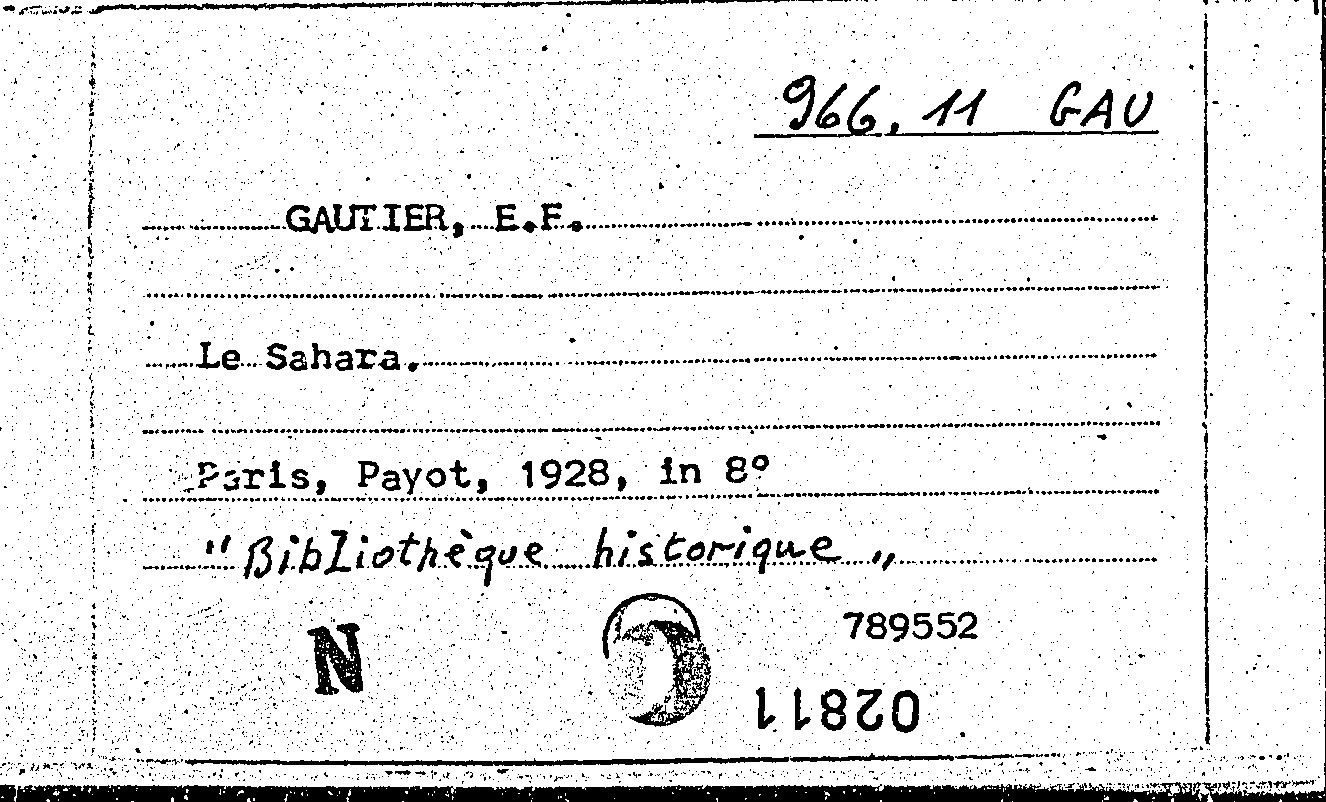 966.11 GAU
GAUTIER, E.F.
Le Sahara.
Paris, Payot, 1928, in 8°
"Bibliothèque historique„
789552
N
02811